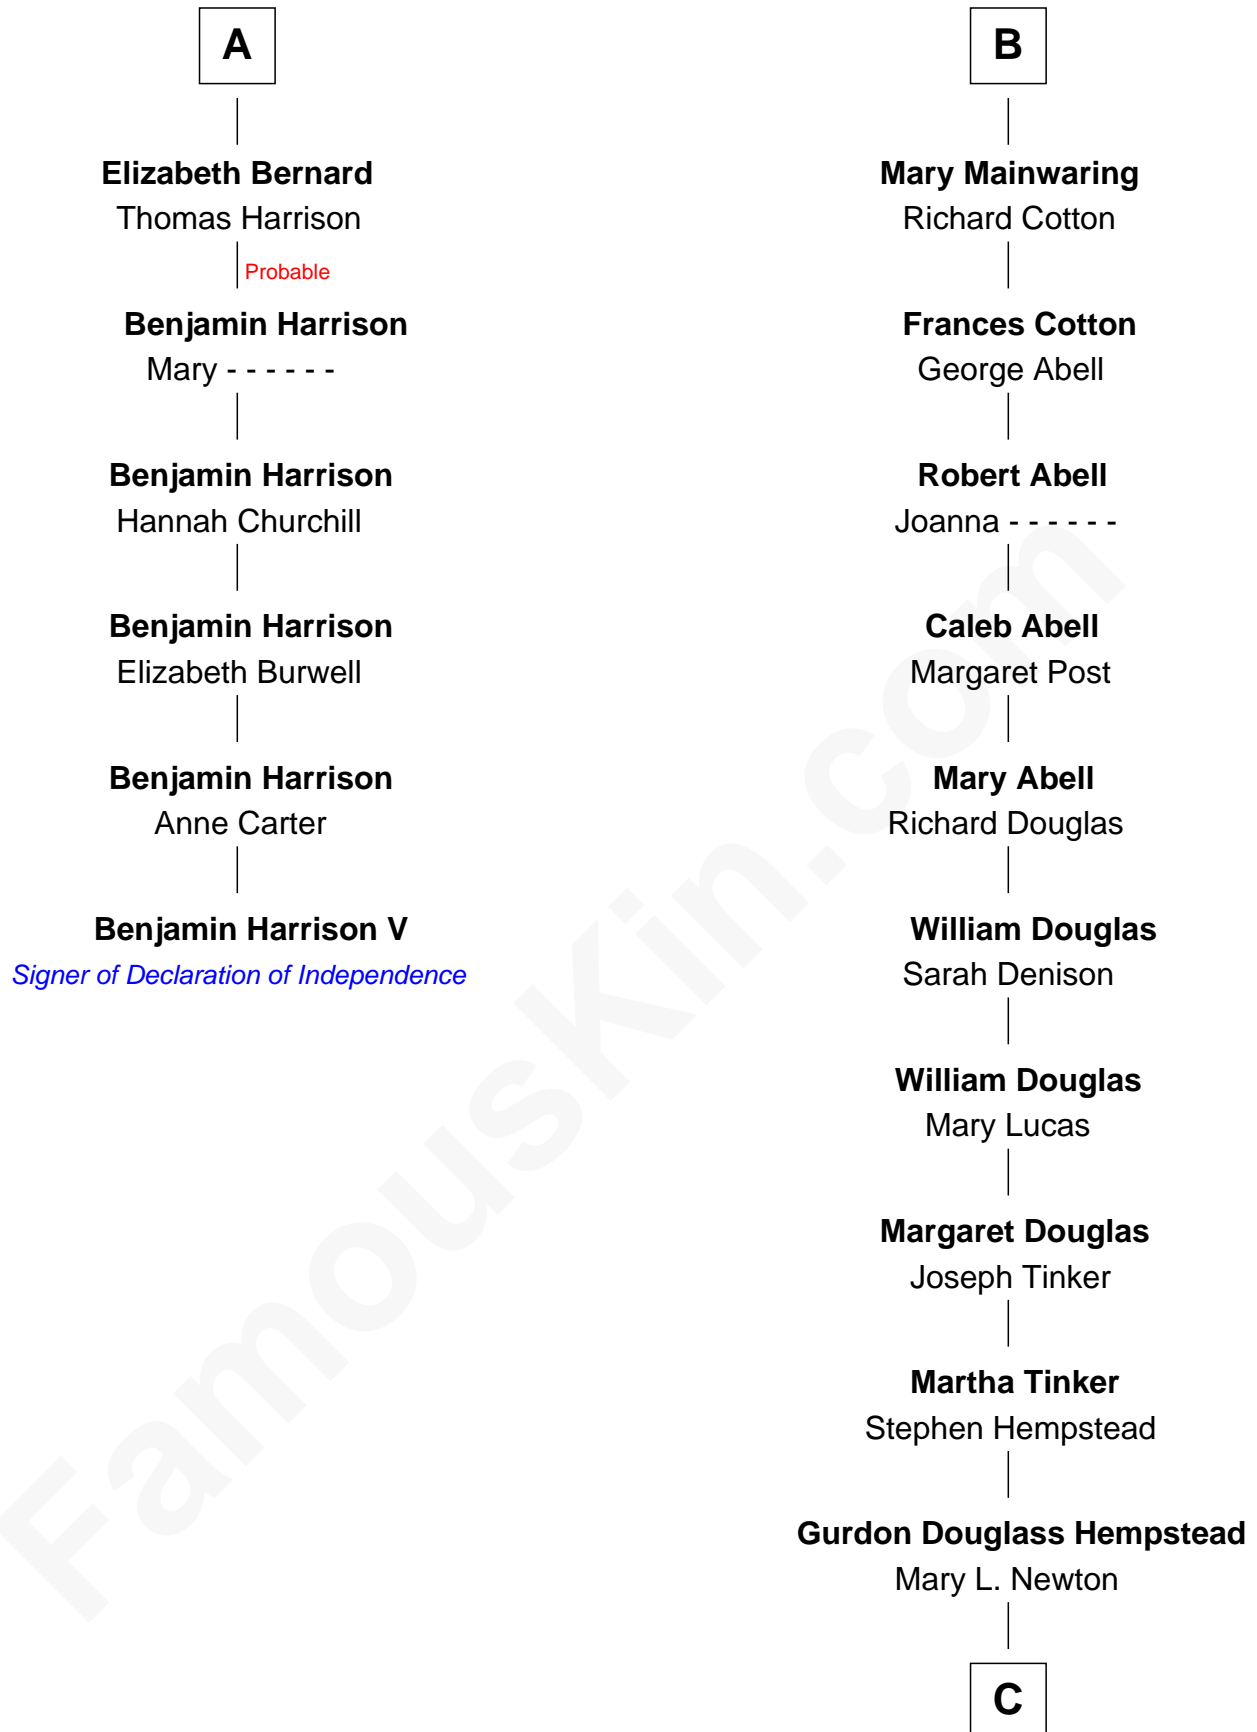 A
Elizabeth Bernard
Thomas Harrison
Probable
Benjamin Harrison
Mary - - - - - -
Benjamin Harrison
Hannah Churchill
Benjamin Harrison
Elizabeth Burwell
Benjamin Harrison
Anne Carter
Benjamin Harrison V
Signer of Declaration of Independence
B
Mary Mainwaring
Richard Cotton
Frances Cotton
George Abell
Robert Abell
Joanna - - - - - -
Caleb Abell
Margaret Post
Mary Abell
Richard Douglas
William Douglas
Sarah Denison
William Douglas
Mary Lucas
Margaret Douglas
Joseph Tinker
Martha Tinker
Stephen Hempstead
Gurdon Douglass Hempstead
Mary L. Newton
C
FamousKin.com